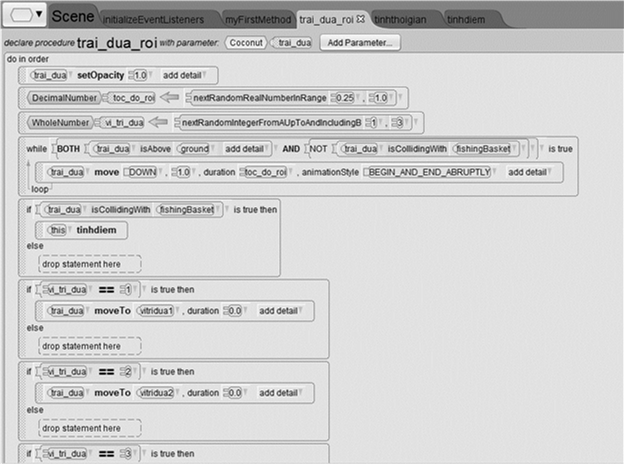 Scene initializeEventListeners myFirstMethod trai_dua_roi tinhthoigian tinhdiem
declare procedure trai_dua_roi with parameter: Coconut trai_dua Add Parameter...
do in order
trai_dua setOpacity 1.0 add detail
DecimalNumber toc_do_roi nextRandomRealNumberInRange 0.25 , 1.0
WholeNumber vi_tri_dua nextRandomIntegerFromAUpToAndIncludingB 1 , 3
while BOTH trai_dua isAbove ground add detail AND NOT trai_dua isCollidingWith fishingBasket is true
trai_dua move DOWN , 1.0 , duration toc_do_roi , animationStyle BEGIN_AND_END_ABRUPTLY add detail
loop
if trai_dua isCollidingWith fishingBasket is true then
this tinhdiem
else
drop statement here
if vi_tri_dua == 1 is true then
trai_dua moveTo vitridua1 , duration 0.0 add detail
else
drop statement here
if vi_tri_dua == 2 is true then
trai_dua moveTo vitridua2 , duration 0.0 add detail
else
drop statement here
if vi_tri_dua == 3 is true then